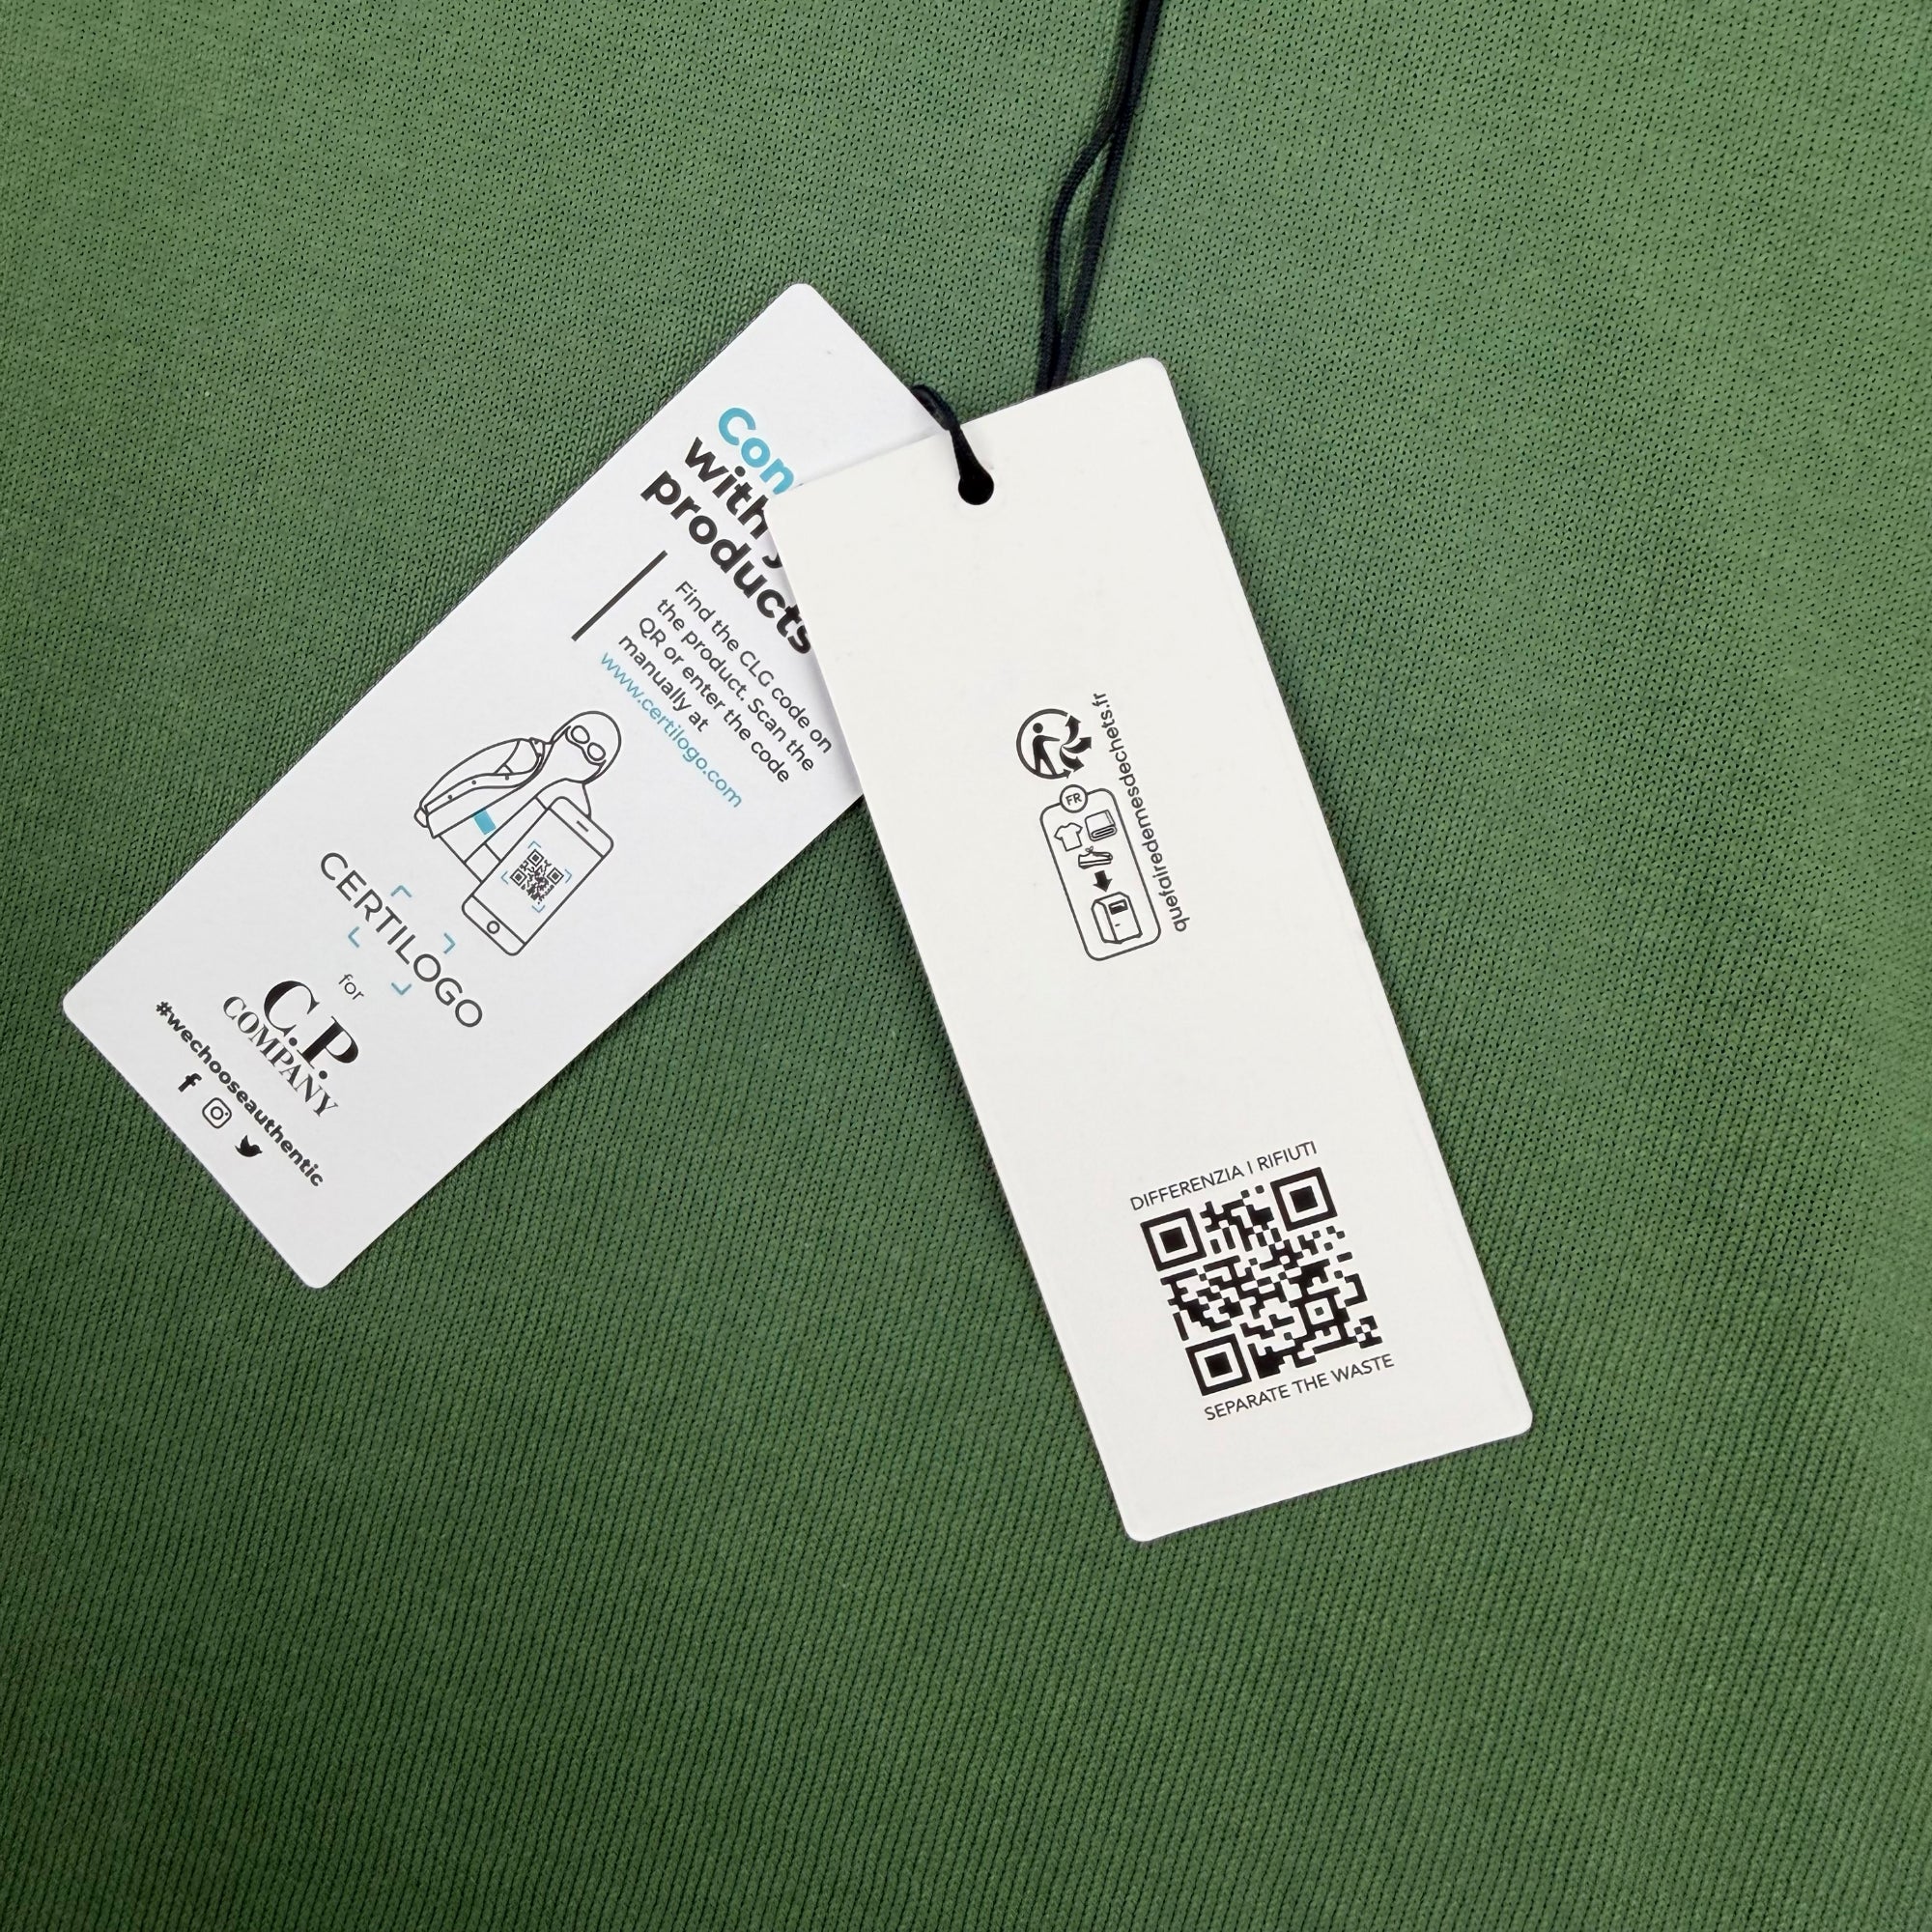 Con
with
products
Find the CLG code on
the product. Scan the
QR or enter the code
manually at
www.certilogo.com
CERTILOGO
for
C.P.
COMPANY
#wechooseauthentic
quefairedemesdechets.fr
FR
DIFFERENZIA I RIFIUTI
SEPARATE THE WASTE